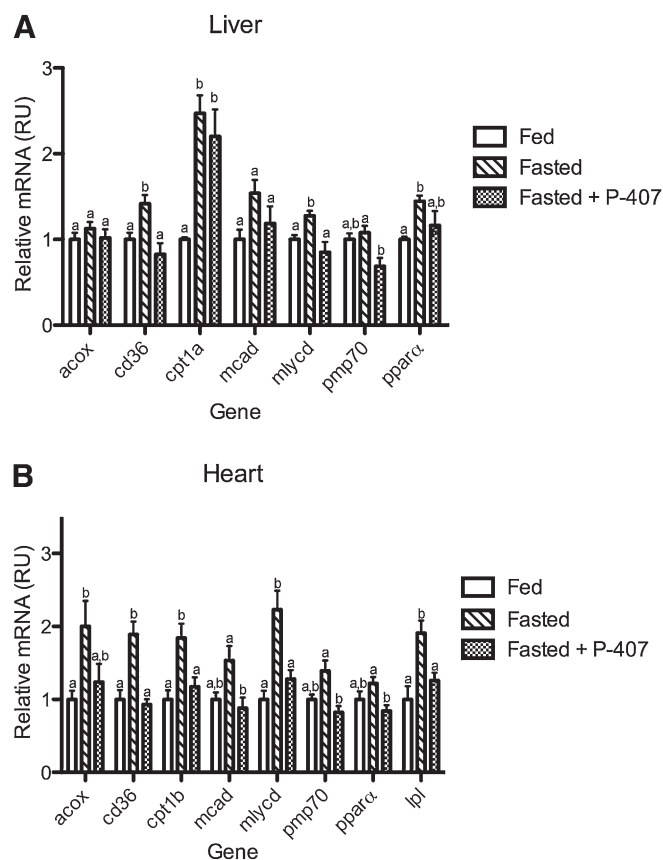 A
Liver
3
2
1
0
Relative mRNA (RU)
a a a a b a a b b a a a a b a a,b a b a b a,b
Fed
Fasted
Fasted + P-407
acox cd36 cpt1a mcad mlycd pmp70 pparα
Gene
B
Heart
3
2
1
0
Relative mRNA (RU)
a b a,b a b a a b a a,b a b a b a a,b a b a,b a b a b a
Fed
Fasted
Fasted + P-407
acox cd36 cpt1b mcad mlycd pmp70 pparα lpl
Gene